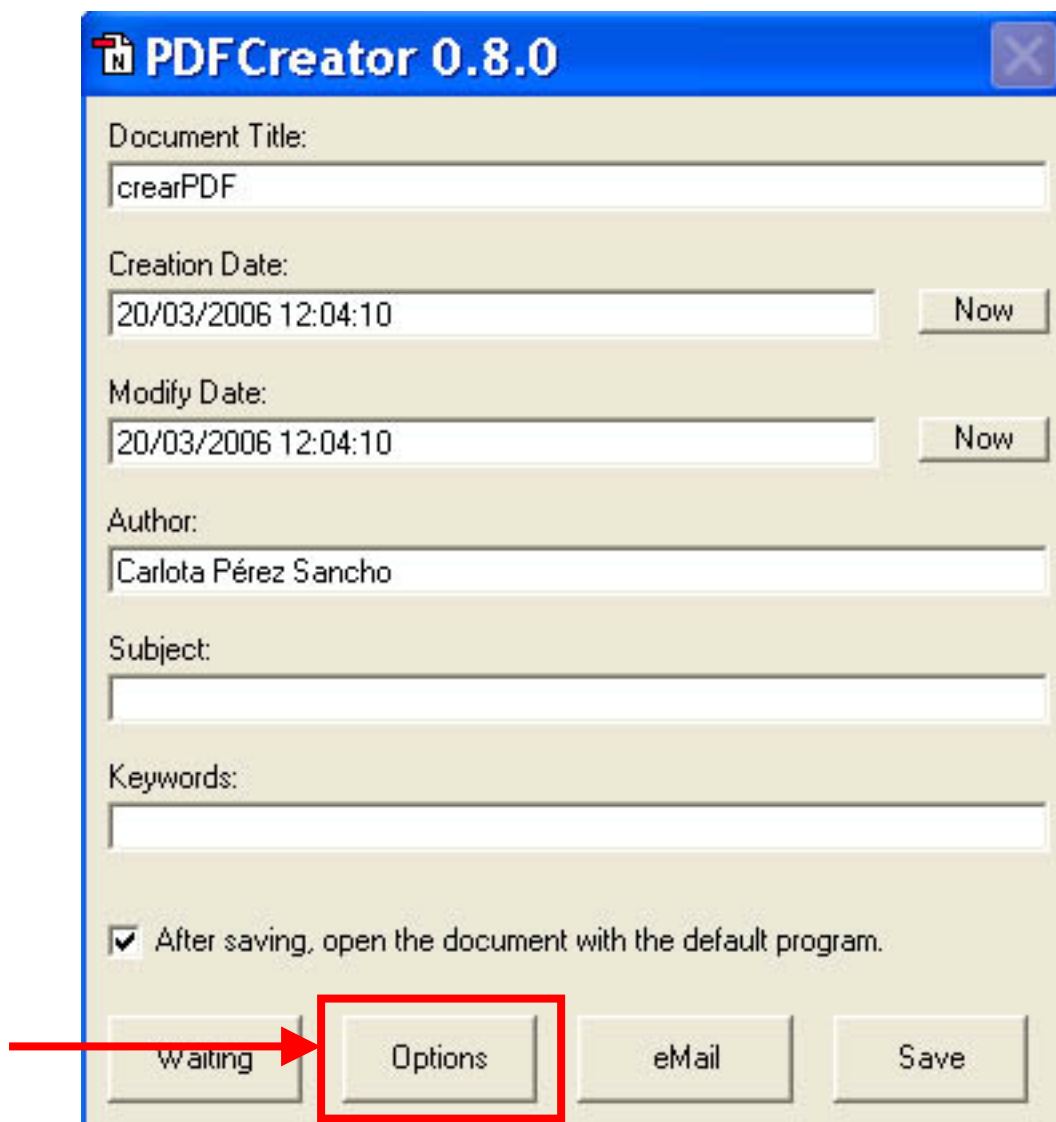 PDFCreator 0.8.0
Document Title:
crearPDF
Creation Date:
20/03/2006 12:04:10 Now
Modify Date:
20/03/2006 12:04:10 Now
Author:
Carlota Pérez Sancho
Subject:
Keywords:
After saving, open the document with the default program.
Waiting Options eMail Save